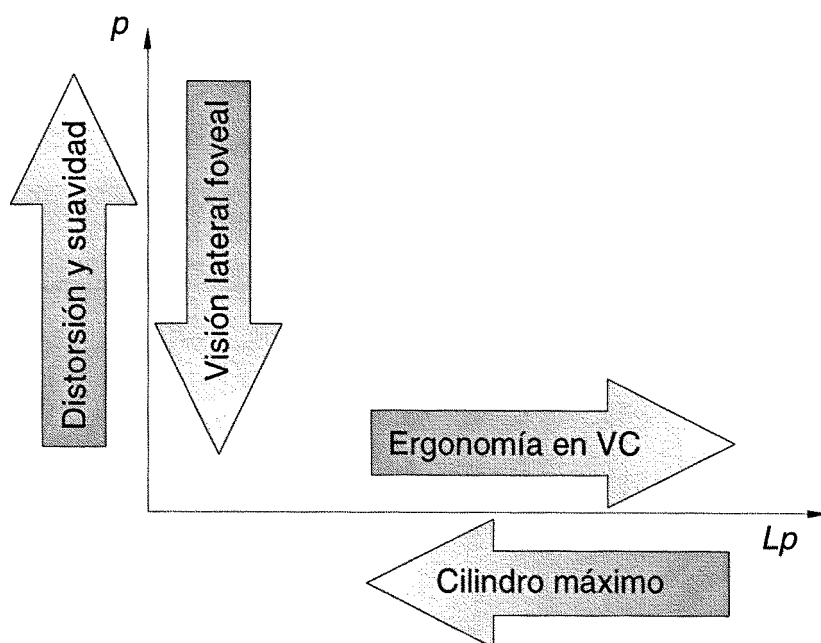 p
Distorsión y suavidad
Visión lateral foveal
Ergonomía en VC
Lp
Cilindro máximo